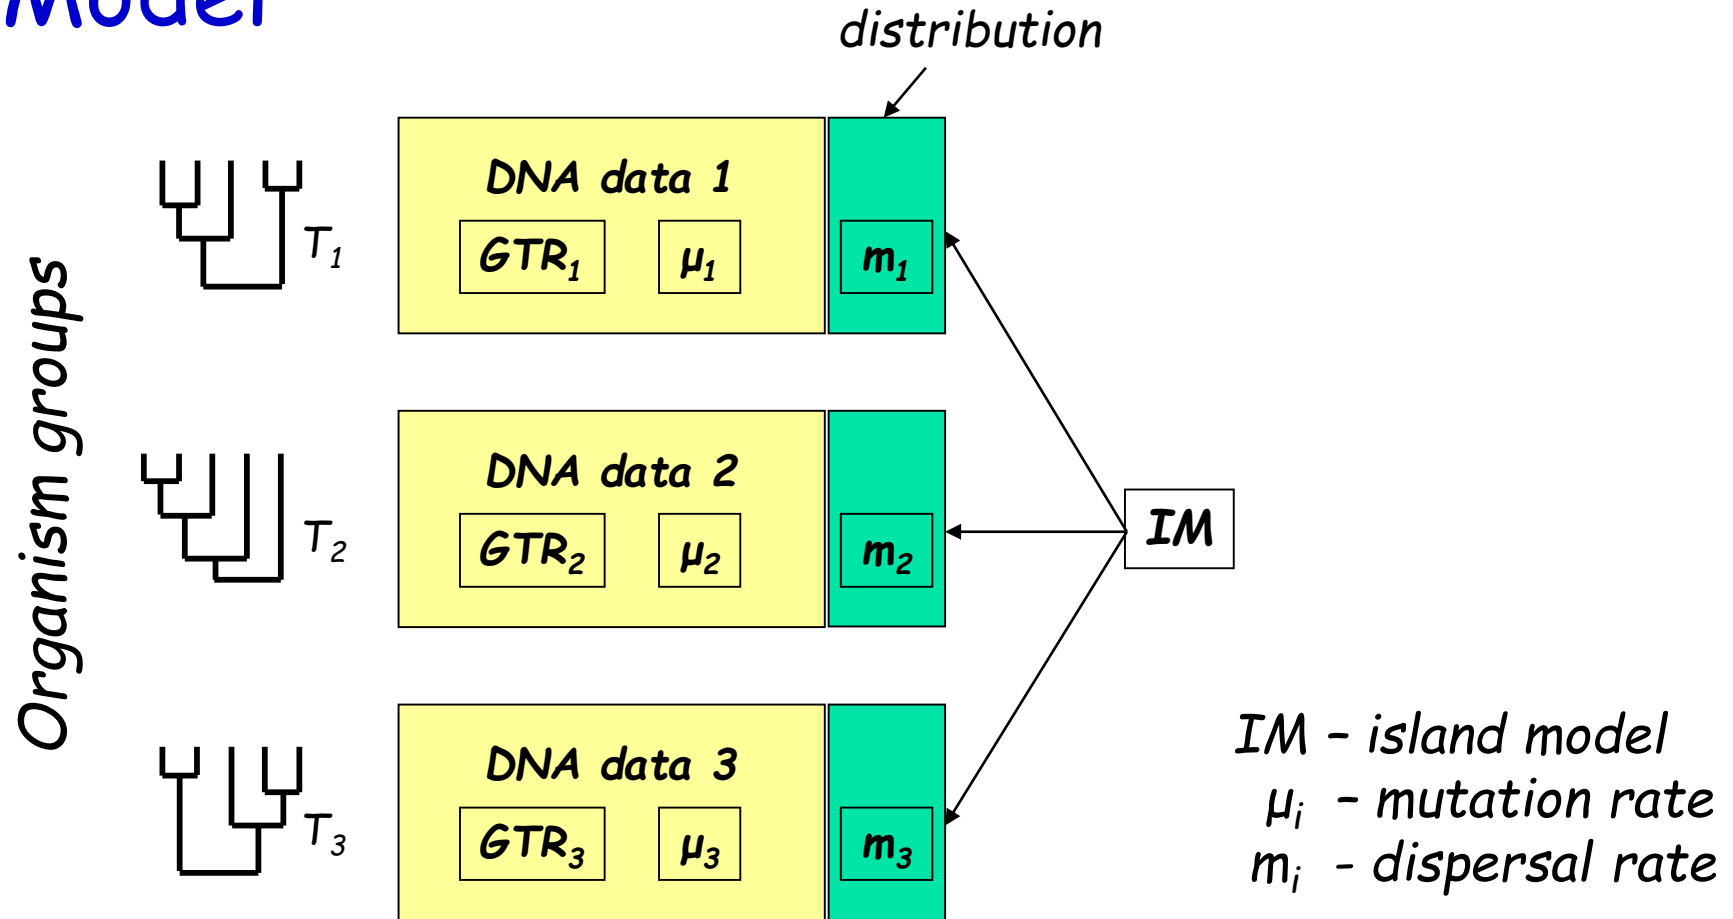 Model
distribution
Organism groups
T1
DNA data 1
GTR1 μ1 m1
T2
DNA data 2
GTR2 μ2 m2
IM
T3
DNA data 3
GTR3 μ3 m3
IM – island model
μi – mutation rate
mi - dispersal rate